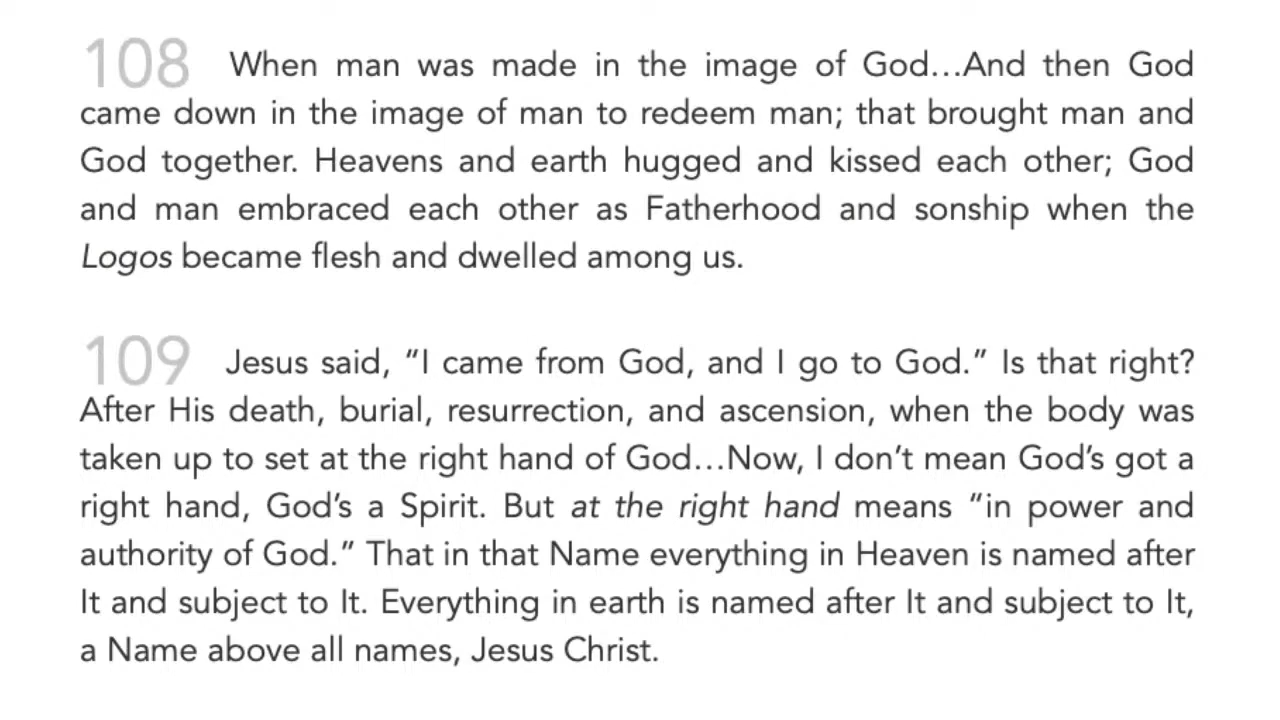 108 When man was made in the image of God…And then God
came down in the image of man to redeem man; that brought man and
God together. Heavens and earth hugged and kissed each other; God
and man embraced each other as Fatherhood and sonship when the
Logos became flesh and dwelled among us.
109 Jesus said, “I came from God, and I go to God.” Is that right?
After His death, burial, resurrection, and ascension, when the body was
taken up to set at the right hand of God…Now, I don’t mean God’s got a
right hand, God’s a Spirit. But at the right hand means “in power and
authority of God.” That in that Name everything in Heaven is named after
It and subject to It. Everything in earth is named after It and subject to It,
a Name above all names, Jesus Christ.